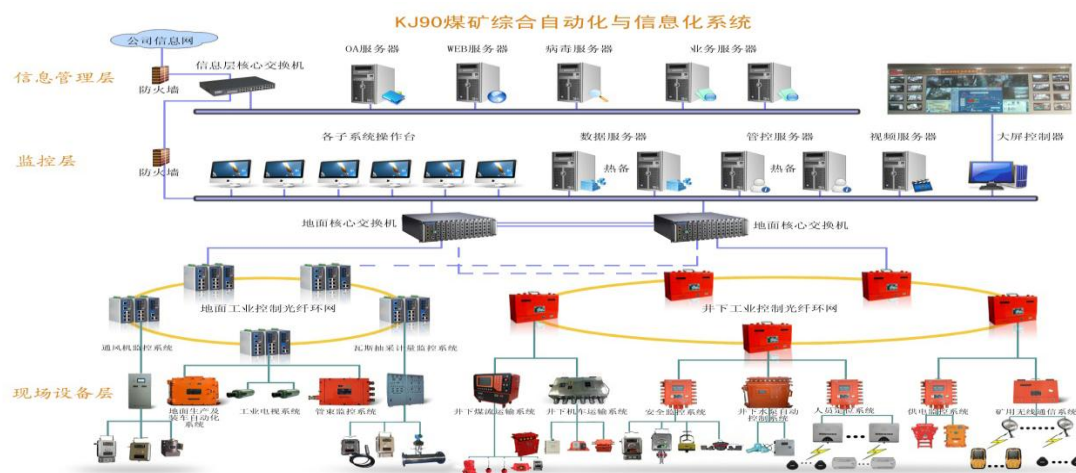 KJ90煤矿综合自动化与信息化系统
公司信息网
OA服务器
WEB服务器
病毒服务器
业务服务器
信息层核心交换机
信息管理层
防火墙
各子系统操作台
数据服务器
管控服务器
视频服务器
大屏控制器
监控层
热备
热备
防火墙
地面核心交换机
地面核心交换机
地面工业控制光纤环网
井下工业控制光纤环网
通风机监控系统
瓦斯抽采计量监控系统
现场设备层
地面生产及
装车自动化
系统
工业电视系统
管束监控系统
井下煤流运输系统
井下机车运输系统
安全监控系统
井下水泵自动
控制系统
人员定位系统
供电监控系统
矿用无线通信系统